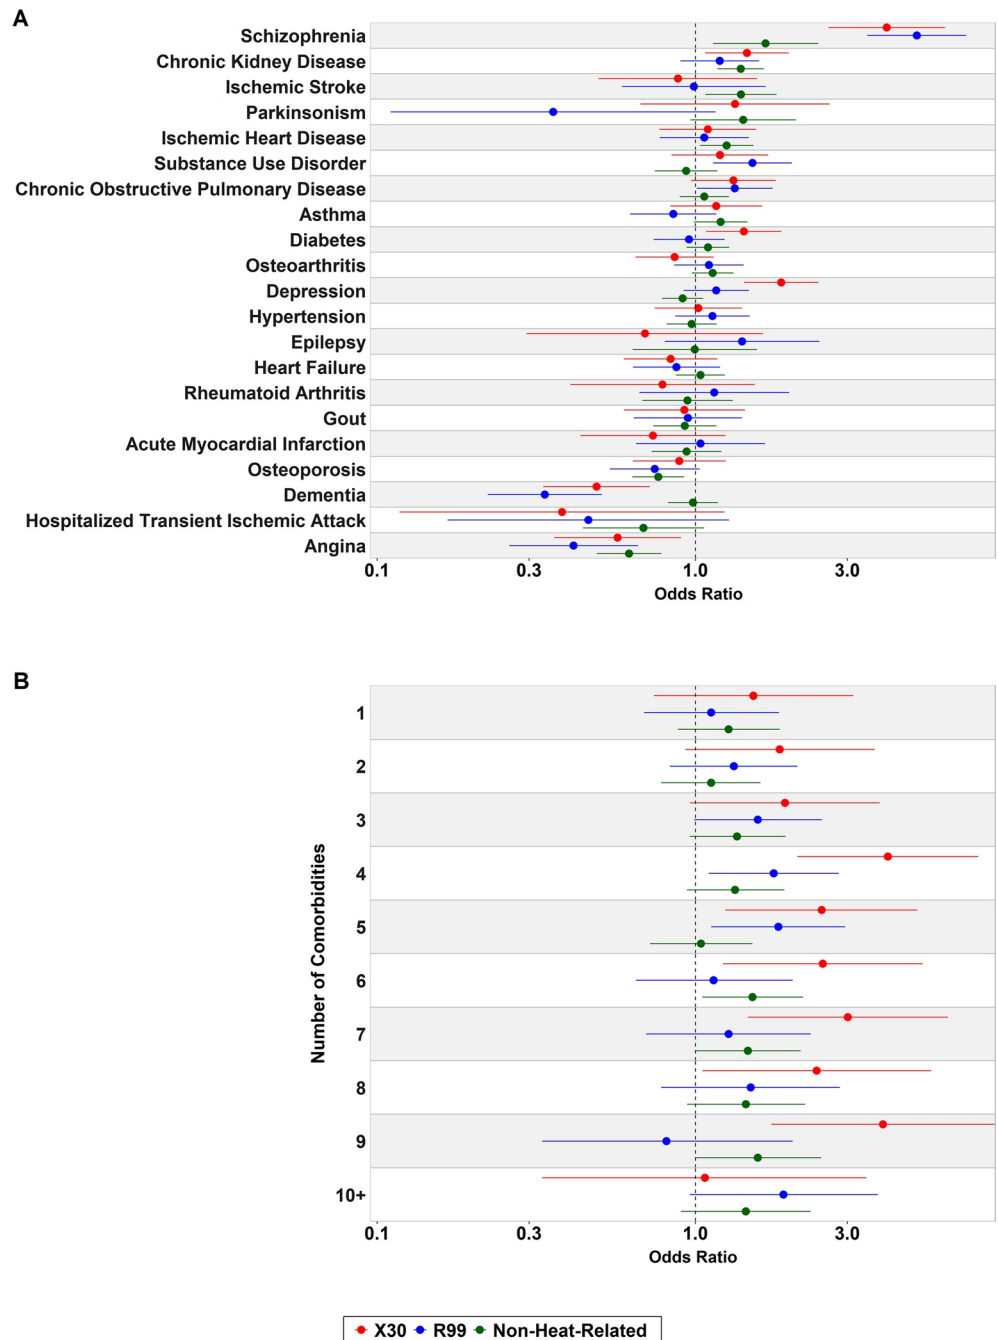 A
Schizophrenia
Chronic Kidney Disease
Ischemic Stroke
Parkinsonism
Ischemic Heart Disease
Substance Use Disorder
Chronic Obstructive Pulmonary Disease
Asthma
Diabetes
Osteoarthritis
Depression
Hypertension
Epilepsy
Heart Failure
Rheumatoid Arthritis
Gout
Acute Myocardial Infarction
Osteoporosis
Dementia
Hospitalized Transient Ischemic Attack
Angina
0.1 0.3 1.0 3.0
Odds Ratio
B
Number of Comorbidities
1
2
3
4
5
6
7
8
9
10+
0.1 0.3 1.0 3.0
Odds Ratio
X30 R99 Non-Heat-Related